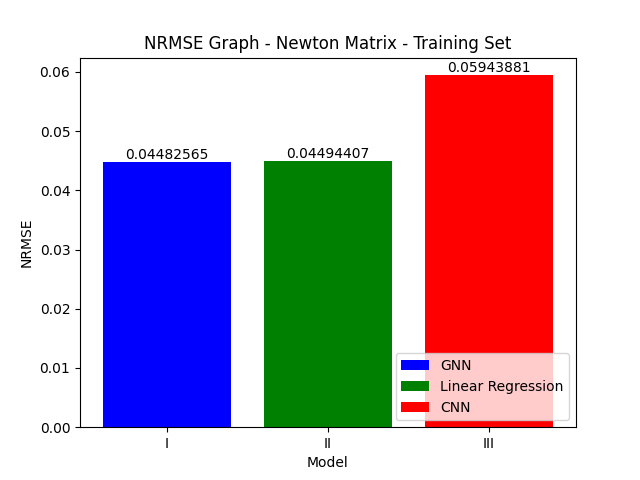 NRMSE Graph - Newton Matrix - Training Set
0.06
0.05
0.04
0.03
0.02
0.01
0.00
NRMSE
0.04482565
0.04494407
0.05943881
GNN
Linear Regression
CNN
I
II
III
Model